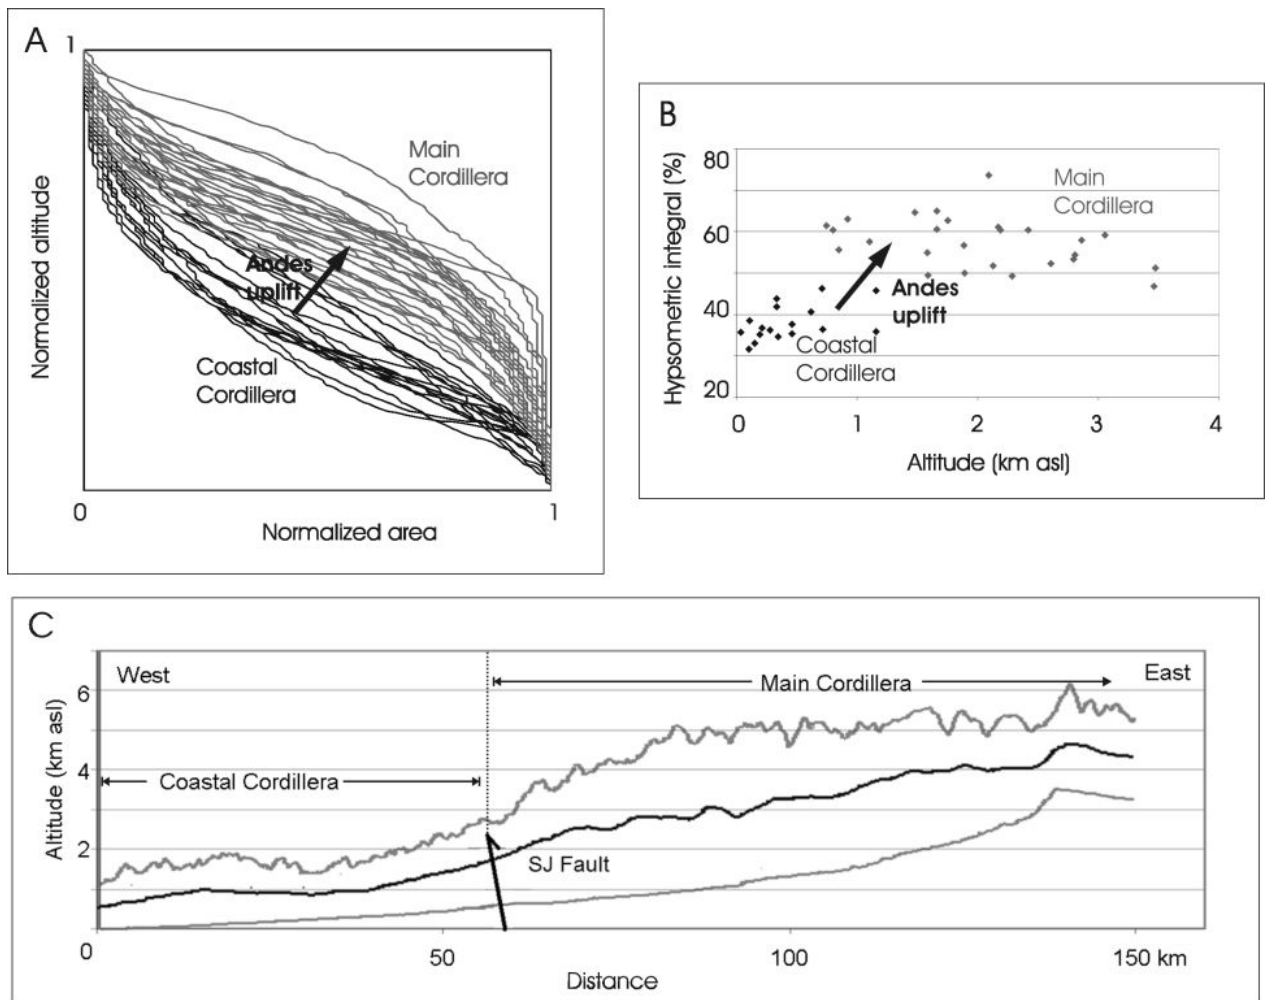 A
1
Normalized altitude
Main
Cordillera
Andes
uplift
Coastal
Cordillera
0
1
Normalized area
B
Hypsometric integral (%)
80
60
40
20
Main
Cordillera
Andes
uplift
Coastal
Cordillera
0 1 2 3 4
Altitude (km asl)
C
Altitude (km asl)
West
East
6
4
2
0
Main Cordillera
Coastal Cordillera
SJ Fault
50 100 150 km
Distance